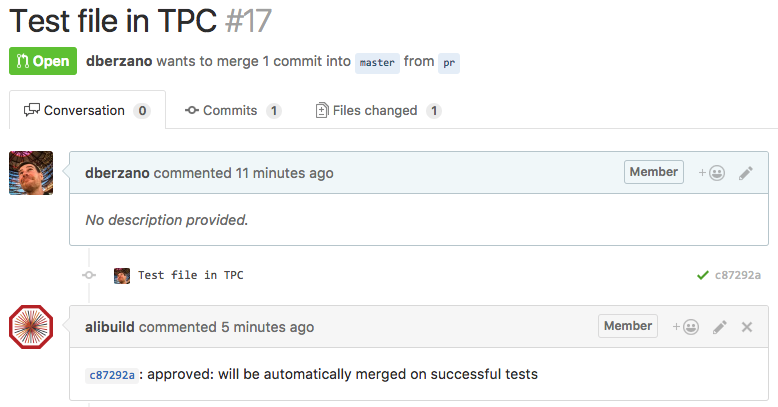 Test file in TPC #17
Open dberzano wants to merge 1 commit into master from pr
Conversation 0 Commits 1 Files changed 1
dberzano commented 11 minutes ago Member
No description provided.
Test file in TPC c87292a
alibuild commented 5 minutes ago Member
c87292a: approved: will be automatically merged on successful tests